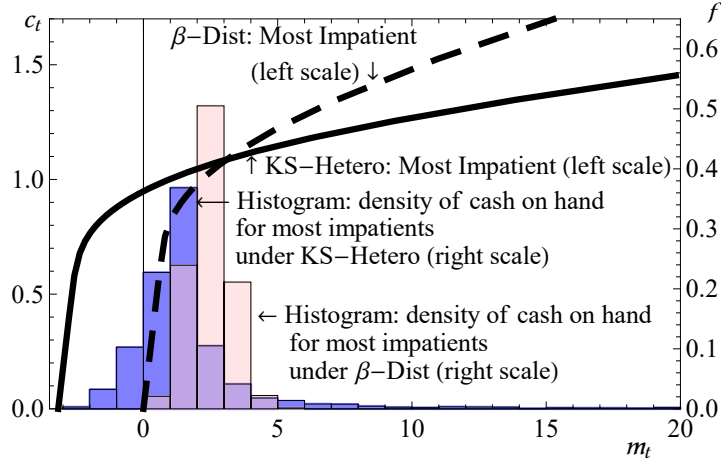 c_t
f
β−Dist: Most Impatient
(left scale) ↓
↑ KS−Hetero: Most Impatient (left scale)
← Histogram: density of cash on hand
for most impatients
under KS−Hetero (right scale)
← Histogram: density of cash on hand
for most impatients
under β−Dist (right scale)
1.5
1.0
0.5
0.0
0.6
0.5
0.4
0.3
0.2
0.1
0.0
0
5
10
15
20
m_t